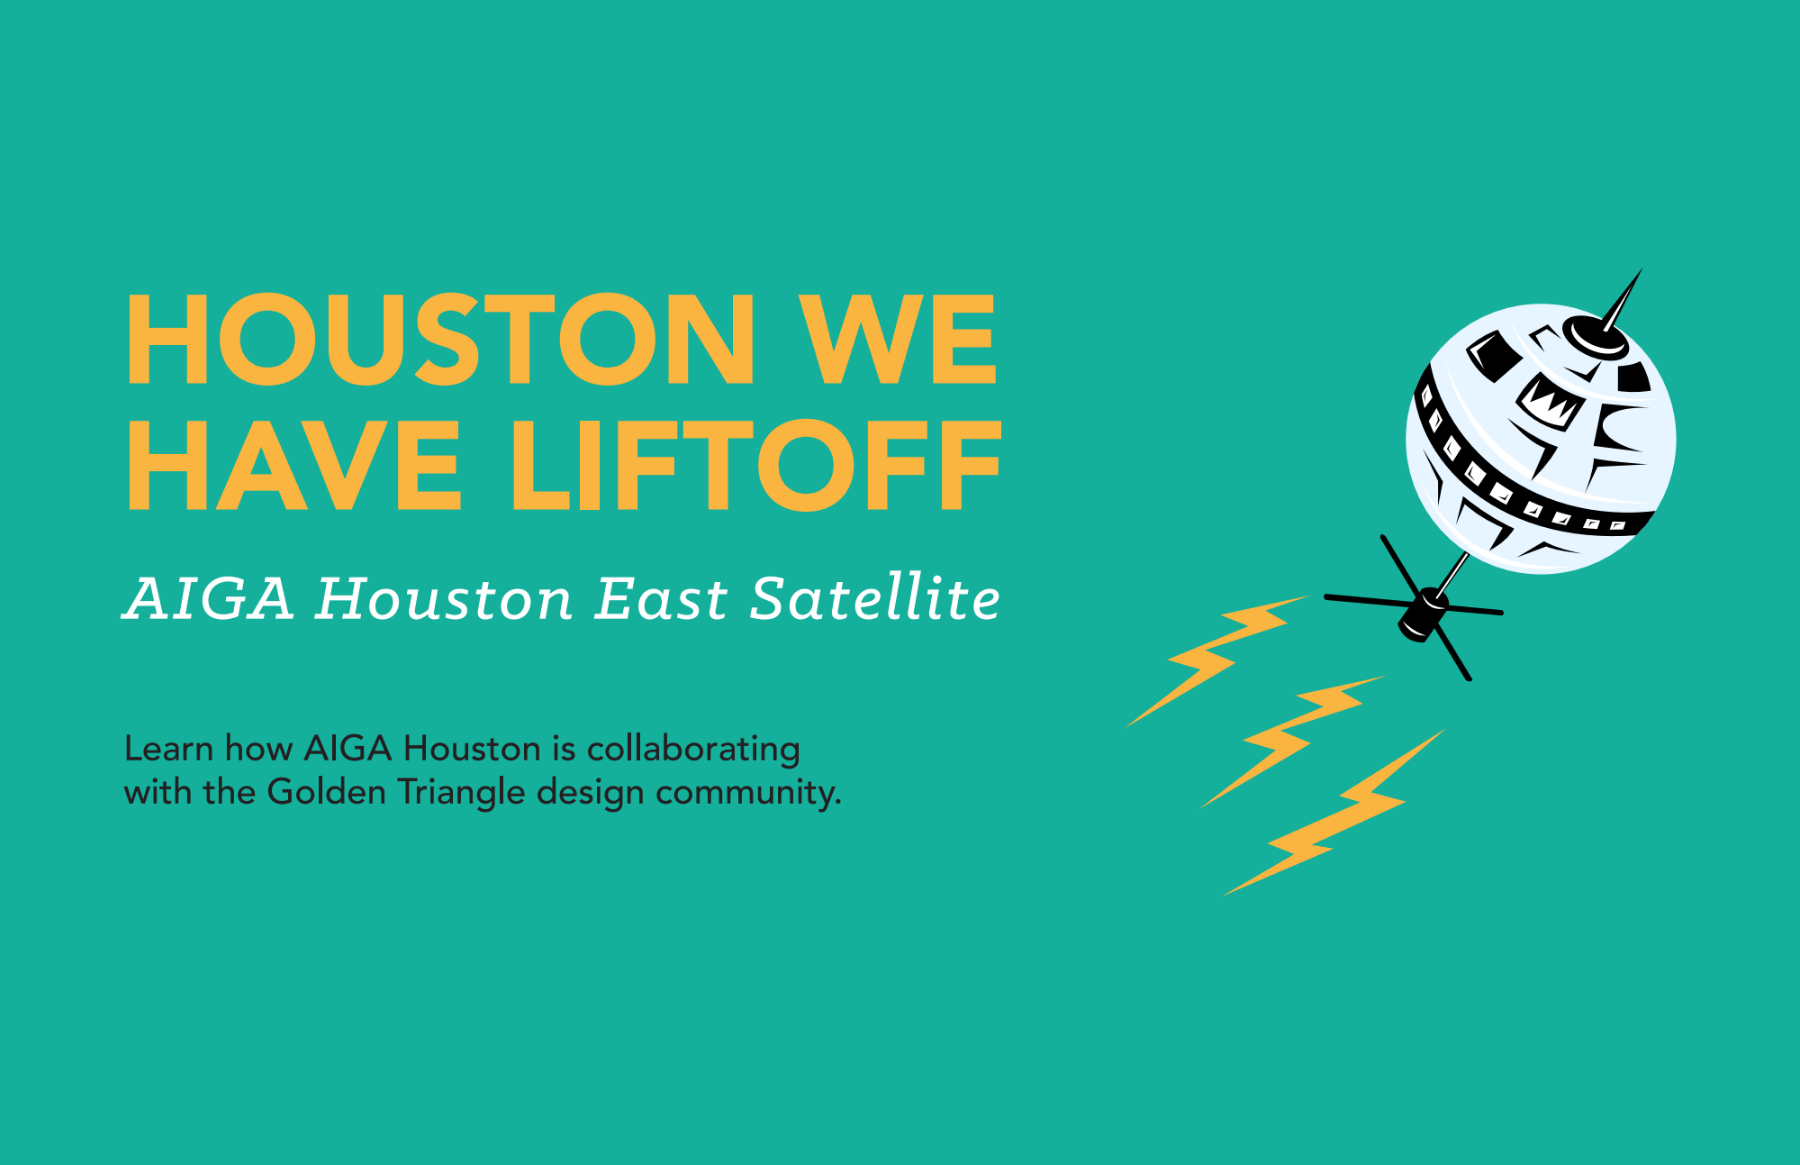 HOUSTON WE
HAVE LIFTOFF
AIGA Houston East Satellite
Learn how AIGA Houston is collaborating
with the Golden Triangle design community.